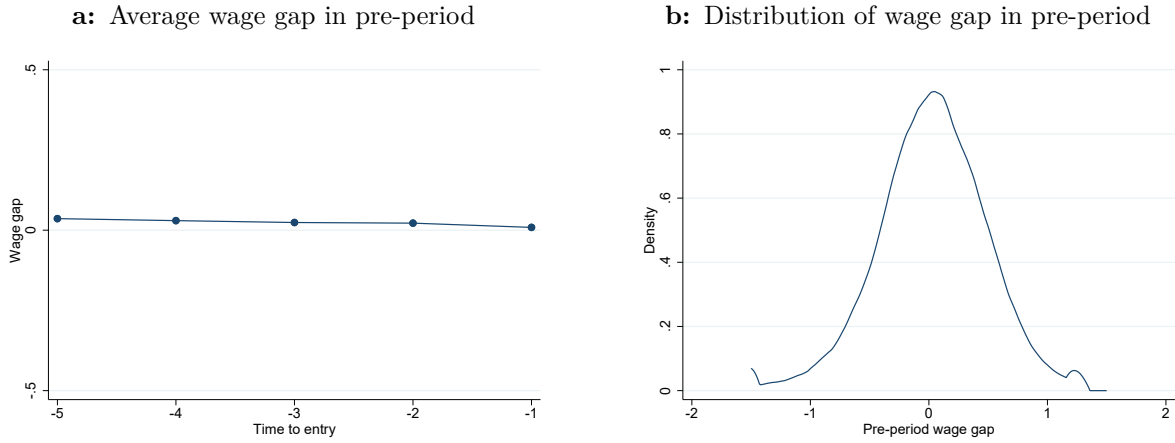 a: Average wage gap in pre-period
.5
0
-.5
Wage gap
-5 -4 -3 -2 -1
Time to entry
b: Distribution of wage gap in pre-period
1
.8
.6
.4
.2
0
Density
-2 -1 0 1 2
Pre-period wage gap